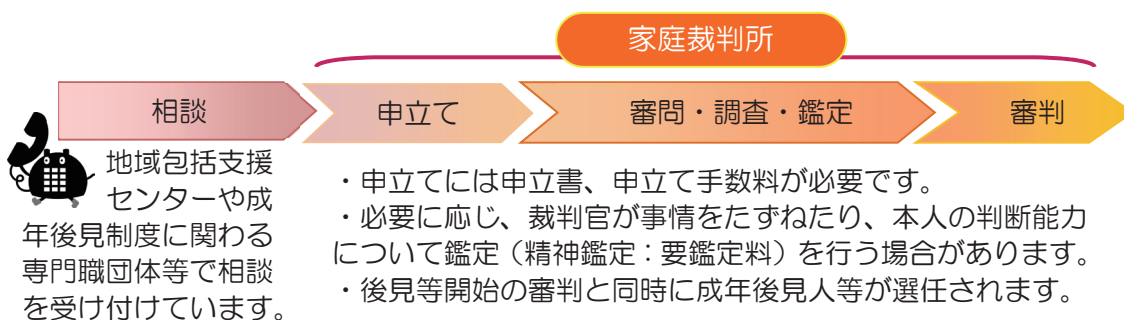 家庭裁判所
相談
申立て
審問・調査・鑑定
審判
地域包括支援
センターや成
年後見制度に関わる
専門職団体等で相談
を受け付けています。
・申立てには申立書、申立て手数料が必要です。
・必要に応じ、裁判官が事情をたずねたり、本人の判断能力
について鑑定（精神鑑定：要鑑定料）を行う場合があります。
・後見等開始の審判と同時に成年後見人等が選任されます。